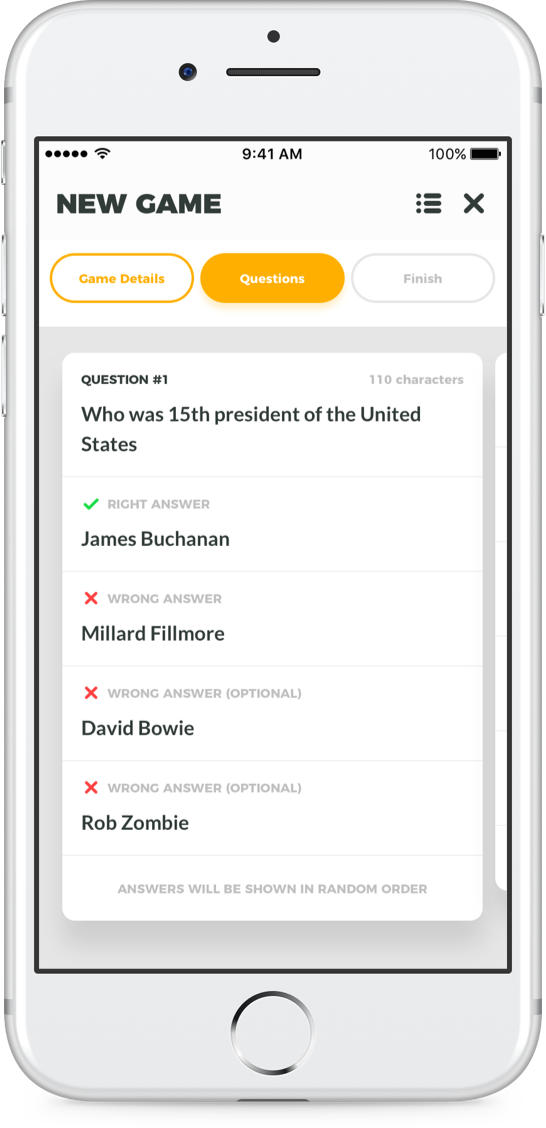 9:41 AM
100%
NEW GAME
Game Details
Questions
Finish
QUESTION #1
110 characters
Who was 15th president of the United
States
RIGHT ANSWER
James Buchanan
WRONG ANSWER
Millard Fillmore
WRONG ANSWER (OPTIONAL)
David Bowie
WRONG ANSWER (OPTIONAL)
Rob Zombie
ANSWERS WILL BE SHOWN IN RANDOM ORDER